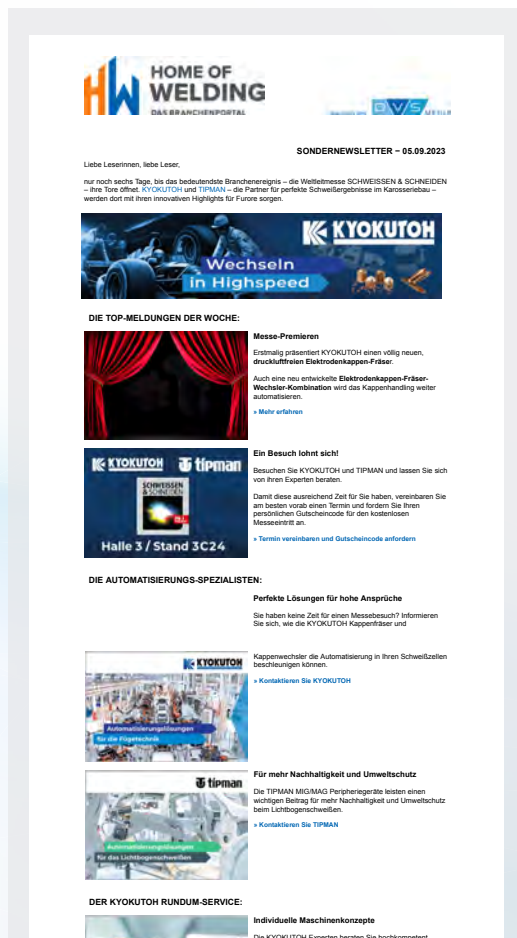 HOME OF
WELDING
DAS BRANCHENPORTAL
DVS MEDIA
SONDERNEWSLETTER – 05.09.2023
Liebe Leserinnen, liebe Leser,
nur noch sechs Tage, bis das bedeutendste Branchenereignis – die Weltleitmesse SCHWEISSEN & SCHNEIDEN
– ihre Tore öffnet. KYOKUTOH und TIPMAN – die Partner für perfekte Schweißergebnisse im Karosseriebau –
werden dort mit ihren innovativen Highlights für Furore sorgen.
KYOKUTOH
Wechseln
in Highspeed
DIE TOP-MELDUNGEN DER WOCHE:
Messe-Premieren
Erstmalig präsentiert KYOKUTOH einen völlig neuen,
druckluftfreien Elektrodenkappen-Fräser.
Auch eine neu entwickelte Elektrodenkappen-Fräser-
Wechsler-Kombination wird das Kappenhandling weiter
automatisieren.
» Mehr erfahren
KYOKUTOH tipman
SCHWEISSEN
& SCHNEIDEN
Halle 3 / Stand 3C24
Ein Besuch lohnt sich!
Besuchen Sie KYOKUTOH und TIPMAN und lassen Sie sich
von ihren Experten beraten.
Damit diese ausreichend Zeit für Sie haben, vereinbaren Sie
am besten vorab einen Termin und fordern Sie Ihren
persönlichen Gutscheincode für den kostenlosen
Messeeintritt an.
» Termin vereinbaren und Gutscheincode anfordern
DIE AUTOMATISIERUNGS-SPEZIALISTEN:
Perfekte Lösungen für hohe Ansprüche
Sie haben keine Zeit für einen Messebesuch? Informieren
Sie sich, wie die KYOKUTOH Kappenfräser und
Kappenwechsler die Automatisierung in Ihren Schweißzellen
beschleunigen können.
» Kontaktieren Sie KYOKUTOH
KYOKUTOH
Automatisierungslösungen
für die Fügetechnik
tipman
Automatisierungslösungen
für das Lichtbogenschweißen
Für mehr Nachhaltigkeit und Umweltschutz
Die TIPMAN MIG/MAG Peripheriegeräte leisten einen
wichtigen Beitrag für mehr Nachhaltigkeit und Umweltschutz
beim Lichtbogenschweißen.
» Kontaktieren Sie TIPMAN
DER KYOKUTOH RUNDUM-SERVICE:
Individuelle Maschinenkonzepte
Die KYOKUTOH Experten beraten Sie hochkompetent